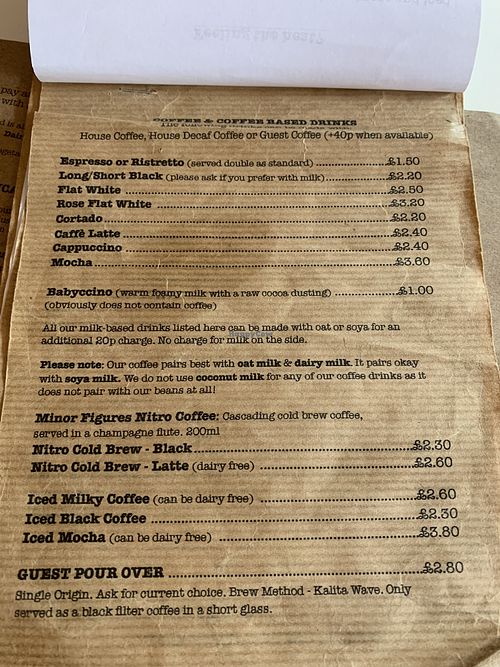 Feeling the heat?
COFFEE & COFFEE BASED DRINKS
The following drinks can be made with
House Coffee, House Decaf Coffee or Guest Coffee (+40p when available)
Espresso or Ristretto (served double as standard) ........................£1.50
Long/Short Black (please ask if you prefer with milk)....................£2.20
Flat White ........................£2.50
Rose Flat White ........................£3.20
Cortado ........................£2.20
Caffè Latte ........................£2.40
Cappuccino ........................£2.40
Mocha ........................£3.60
Babyccino (warm foamy milk with a raw cocoa dusting) ....................£1.00
(obviously does not contain coffee)
All our milk-based drinks listed here can be made with oat or soya for an
additional 20p charge. No charge for milk on the side.
Please note: Our coffee pairs best with oat milk & dairy milk. It pairs okay
with soya milk. We do not use coconut milk for any of our coffee drinks as it
does not pair with our beans at all!
Minor Figures Nitro Coffee: Cascading cold brew coffee,
served in a champagne flute. 200ml
Nitro Cold Brew - Black ........................£2.30
Nitro Cold Brew - Latte (dairy free) ........................£2.60
Iced Milky Coffee (can be dairy free) ........................£2.60
Iced Black Coffee ........................£2.30
Iced Mocha (can be dairy free) ........................£3.80
GUEST POUR OVER ........................£2.80
Single Origin. Ask for current choice. Brew Method - Kalita Wave. Only
served as a black filter coffee in a short glass.